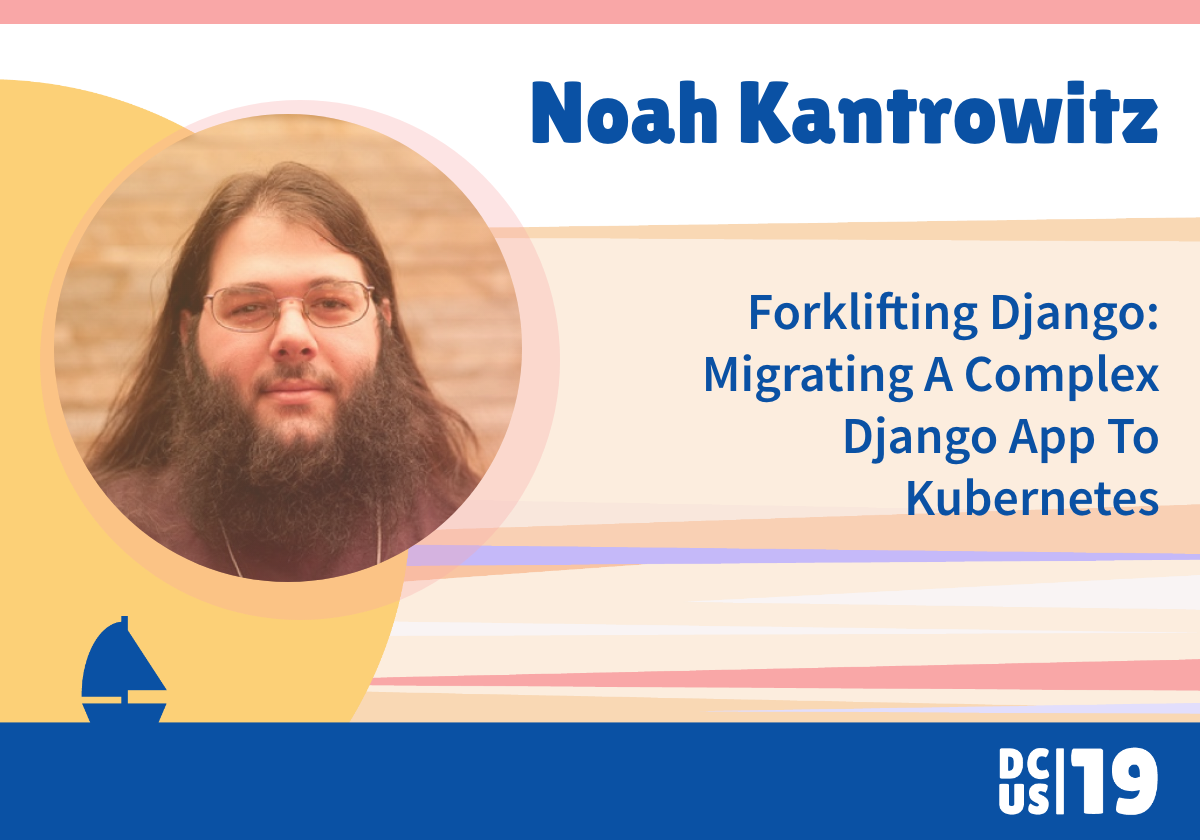 Noah Kantrowitz
Forklifting Django:
Migrating A Complex
Django App To
Kubernetes
DC
US
19